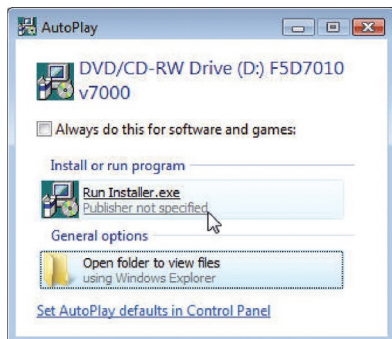 AutoPlay
DVD/CD-RW Drive (D:) F5D7010
v7000
Always do this for software and games:
Install or run program
Run Installer.exe
Publisher not specified
General options
Open folder to view files
using Windows Explorer
Set AutoPlay defaults in Control Panel